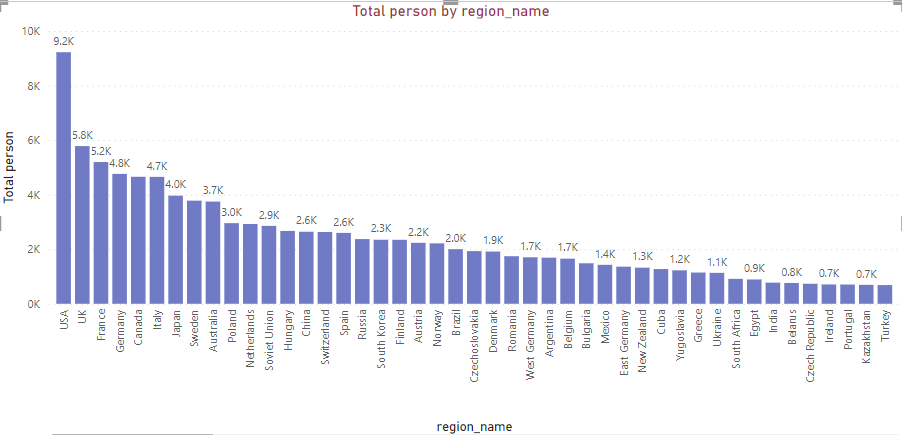 Total person by region_name
Total person
10K
8K
6K
4K
2K
0K
9.2K
5.8K
5.2K
4.8K
4.7K
4.0K
3.7K
3.0K
2.9K
2.6K
2.6K
2.3K
2.2K
2.0K
1.9K
1.7K
1.7K
1.4K
1.3K
1.2K
1.1K
0.9K
0.8K
0.7K
0.7K
USA
UK
France
Germany
Canada
Italy
Japan
Sweden
Australia
Poland
Netherlands
Soviet Union
Hungary
China
Switzerland
Spain
Russia
South Korea
Finland
Austria
Norway
Brazil
Czechoslovakia
Denmark
Romania
West Germany
Argentina
Belgium
Bulgaria
Mexico
East Germany
New Zealand
Cuba
Yugoslavia
Greece
Ukraine
South Africa
Egypt
India
Belarus
Czech Republic
Ireland
Portugal
Kazakhstan
Turkey
region_name